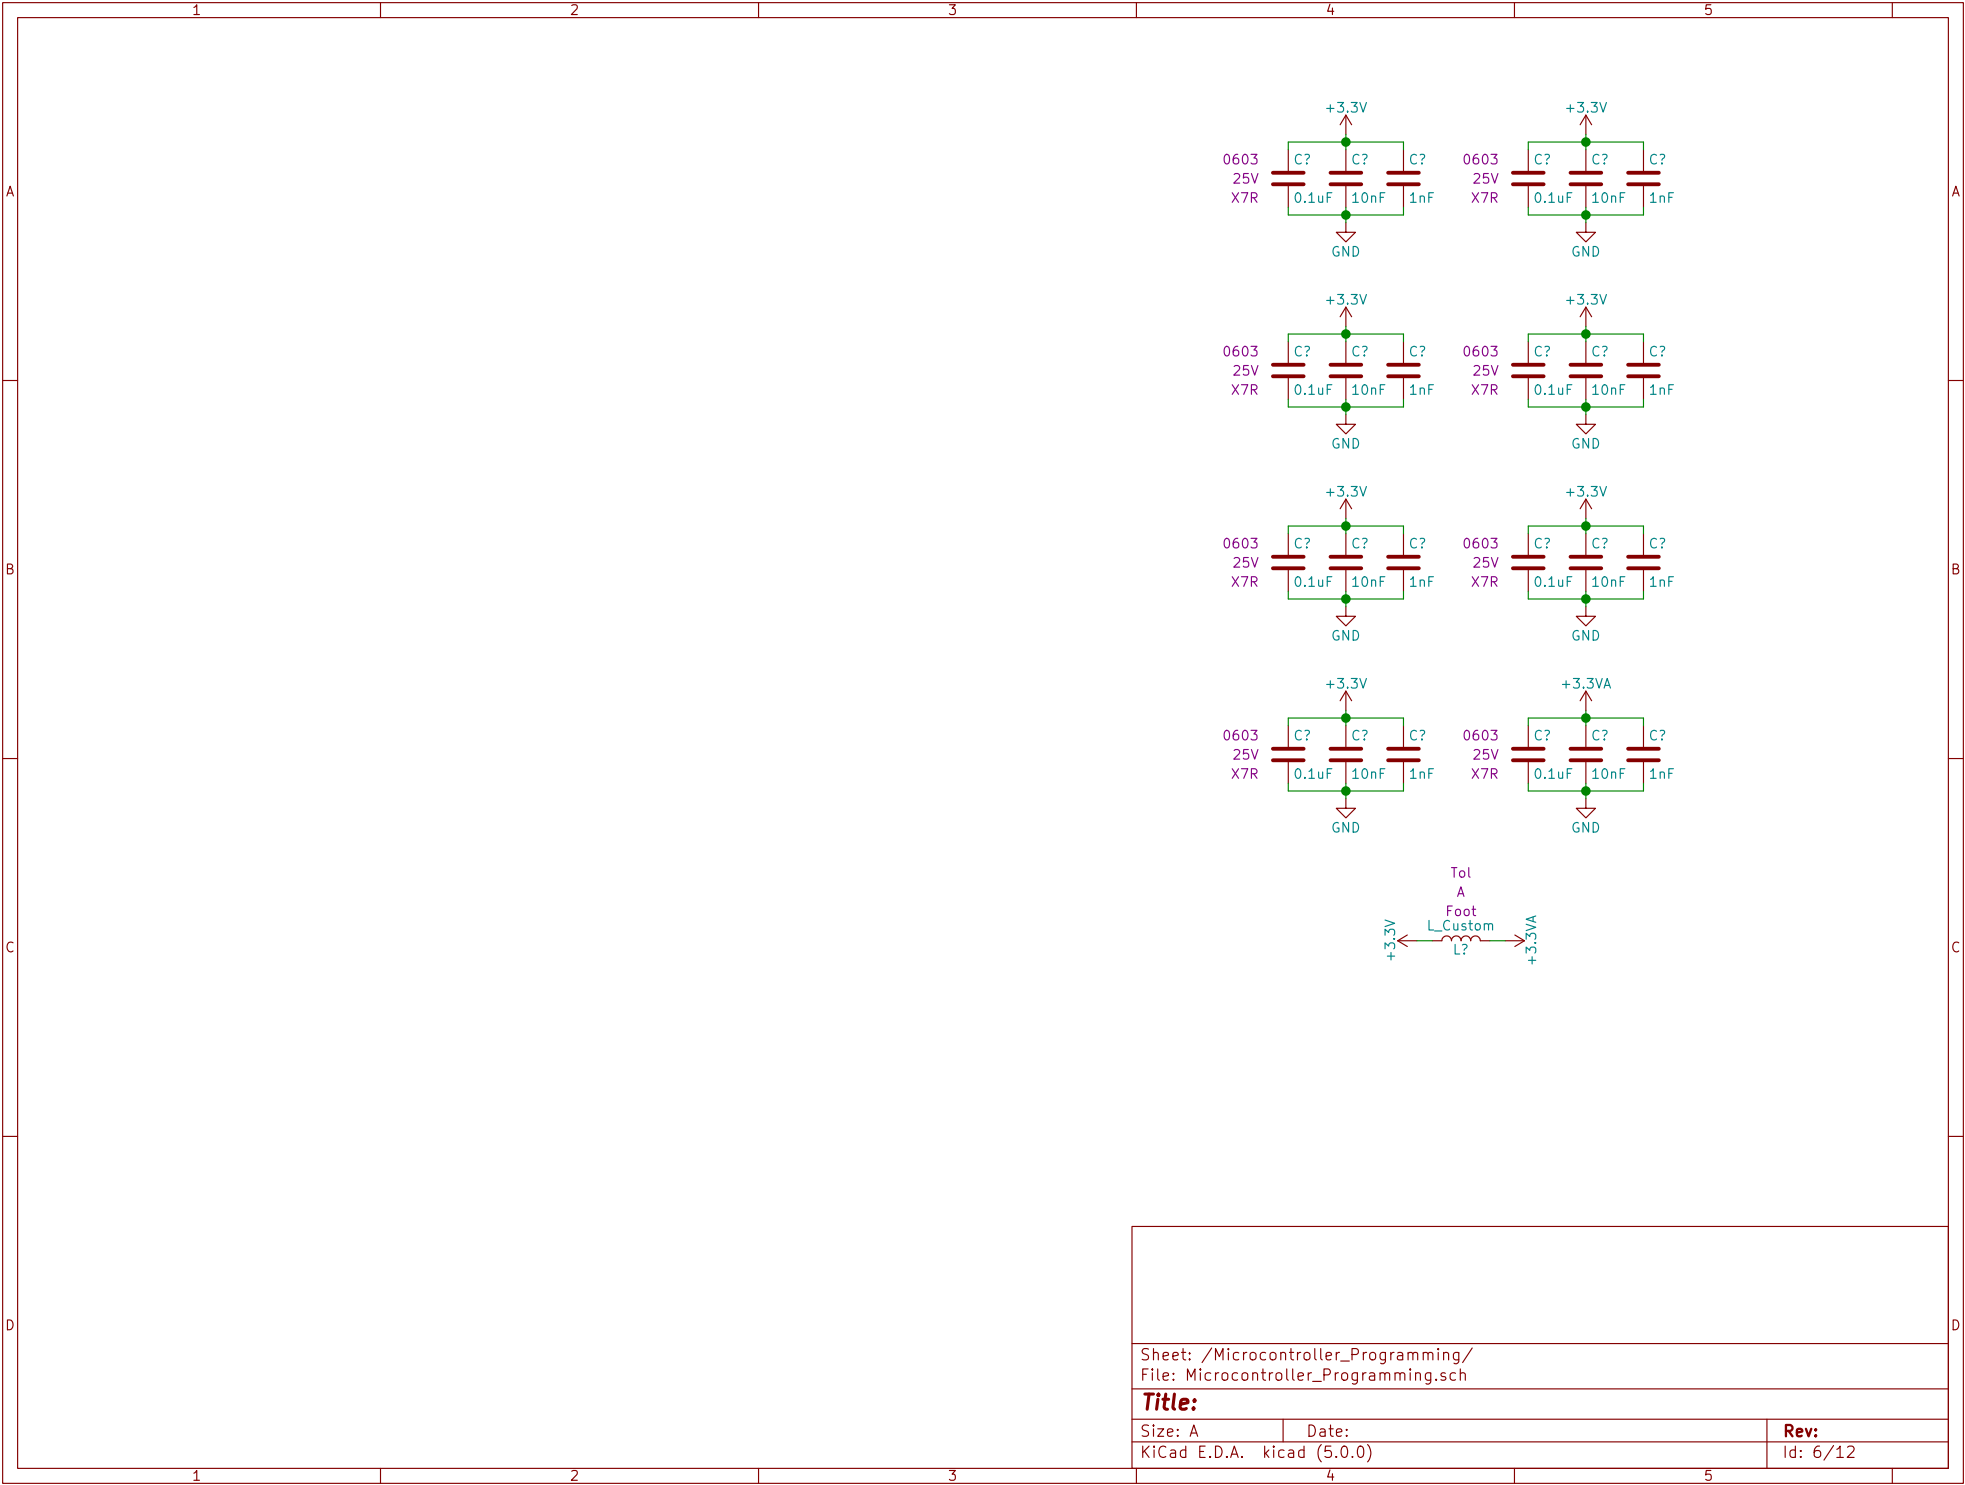 1 2 3 4 5
+3.3V +3.3V
0603 C? C? C? 0603 C? C? C?
25V 25V
X7R 0.1uF 10nF 1nF X7R 0.1uF 10nF 1nF
A A
GND GND
+3.3V +3.3V
0603 C? C? C? 0603 C? C? C?
25V 25V
X7R 0.1uF 10nF 1nF X7R 0.1uF 10nF 1nF
GND GND
+3.3V +3.3V
0603 C? C? C? 0603 C? C? C?
25V 25V
B B
X7R 0.1uF 10nF 1nF X7R 0.1uF 10nF 1nF
GND GND
+3.3V +3.3VA
0603 C? C? C? 0603 C? C? C?
25V 25V
X7R 0.1uF 10nF 1nF X7R 0.1uF 10nF 1nF
GND GND
Tol
A
Foot
L_Custom
+3.3V L? +3.3VA
C C
D D
Sheet: /Microcontroller_Programming/
File: Microcontroller_Programming.sch
Title:
Size: A Date: Rev:
KiCad E.D.A. kicad (5.0.0) Id: 6/12
1 2 3 4 5